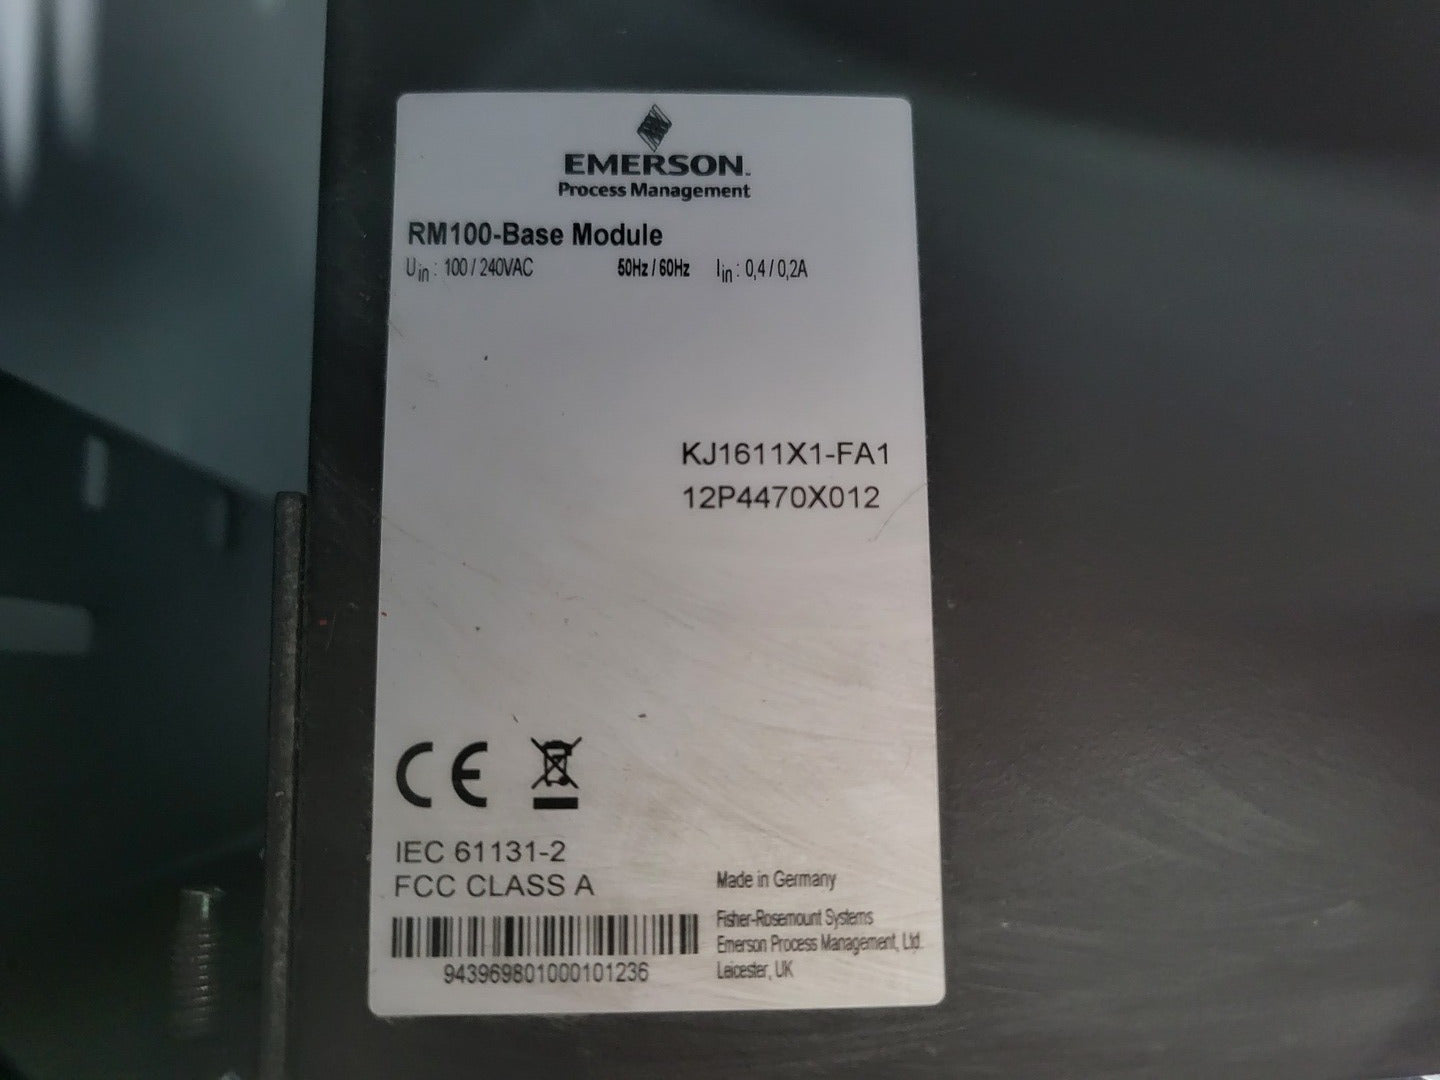 EMERSON
Process Management
RM100-Base Module
Uin : 100 / 240VAC 50Hz / 60Hz Iin : 0,4 / 0,2A
KJ1611X1-FA1
12P4470X012
CE
IEC 61131-2
FCC CLASS A
943969801000101236
Made in Germany
Fisher-Rosemount Systems
Emerson Process Management, Ltd.
Leicester, UK